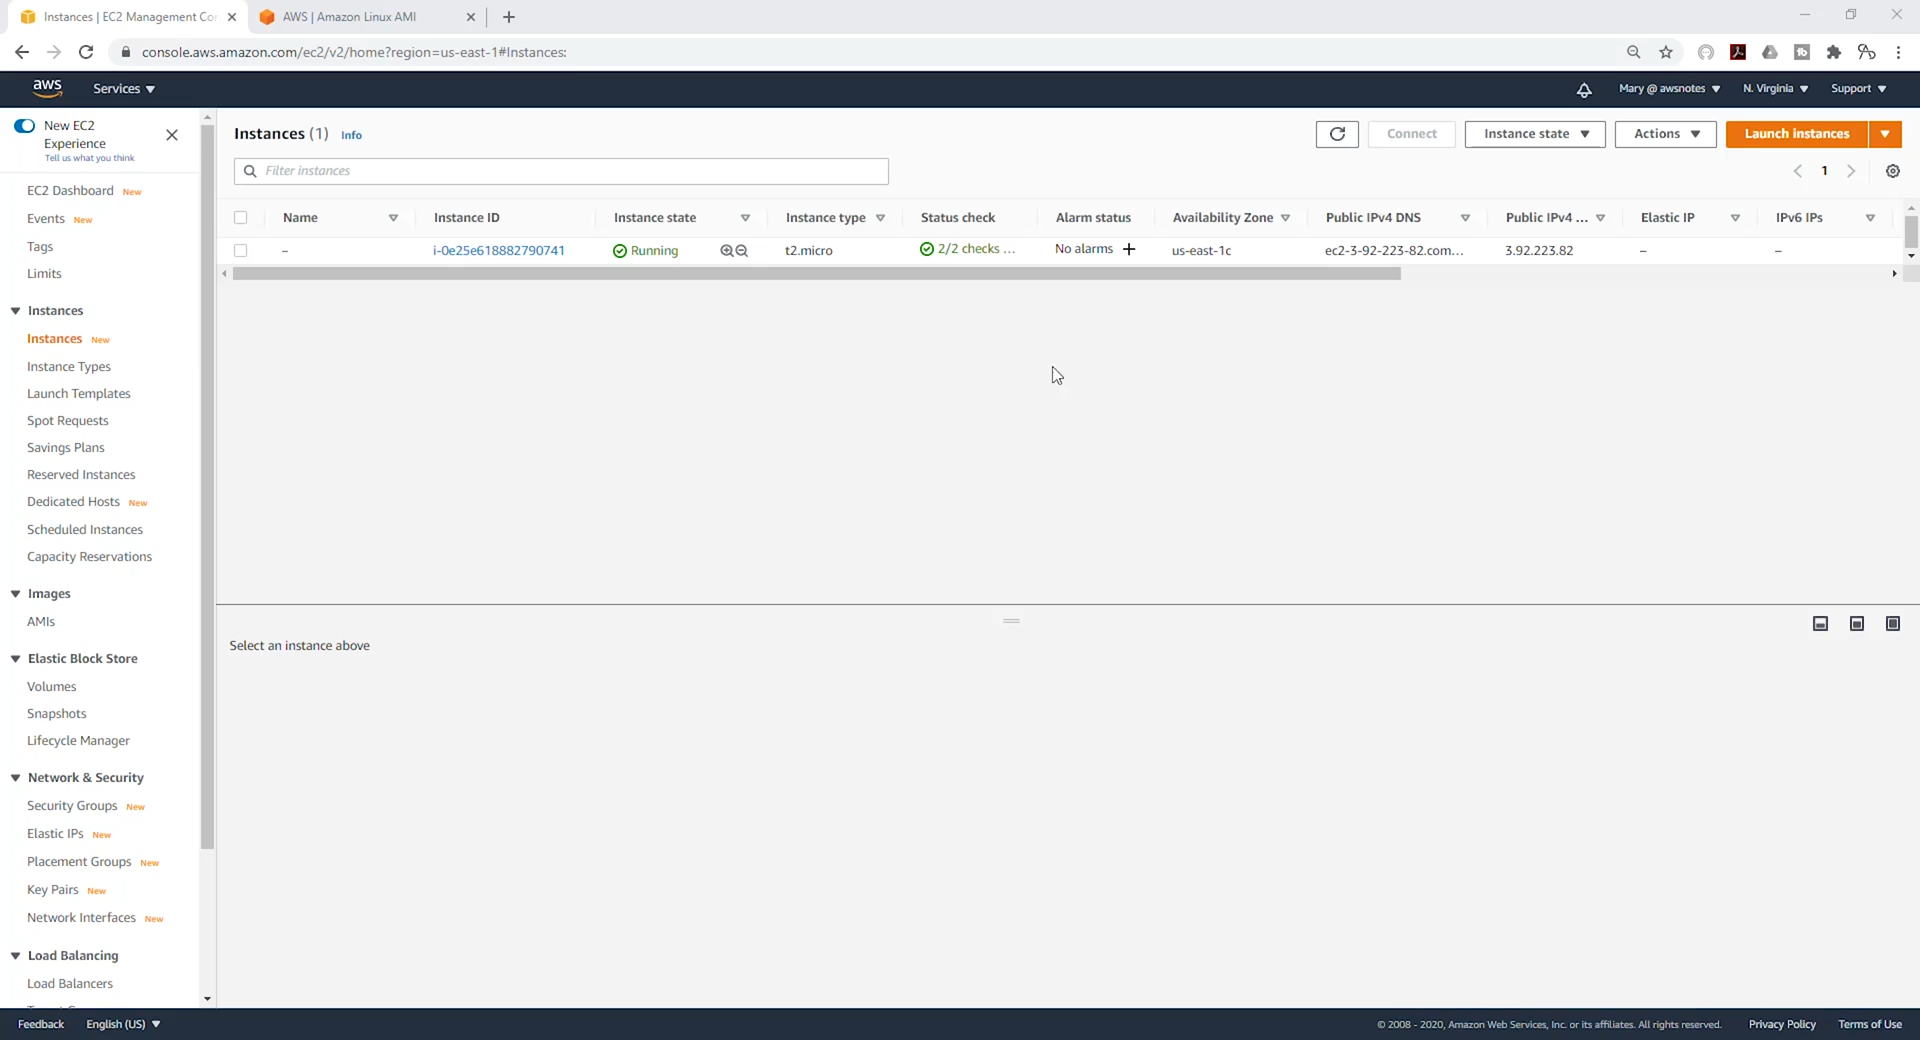 Instances | EC2 Management Cor
AWS | Amazon Linux AMI
console.aws.amazon.com/ec2/v2/home?region=us-east-1#Instances:
aws
Services
Mary @ awsnotes
N. Virginia
Support
New EC2
Experience
Tell us what you think
EC2 Dashboard New
Events New
Tags
Limits
Instances
Instances New
Instance Types
Launch Templates
Spot Requests
Savings Plans
Reserved Instances
Dedicated Hosts New
Scheduled Instances
Capacity Reservations
Images
AMIs
Elastic Block Store
Volumes
Snapshots
Lifecycle Manager
Network & Security
Security Groups New
Elastic IPs New
Placement Groups New
Key Pairs New
Network Interfaces New
Load Balancing
Load Balancers
Instances (1) Info
Connect
Instance state
Actions
Launch instances
Filter instances
1
Name Instance ID Instance state Instance type Status check Alarm status Availability Zone Public IPv4 DNS Public IPv4 ... Elastic IP IPv6 IPs
– i-0e25e618882790741 Running t2.micro 2/2 checks ... No alarms + us-east-1c ec2-3-92-223-82.com... 3.92.223.82 – –
Select an instance above
Feedback
English (US)
© 2008 - 2020, Amazon Web Services, Inc. or its affiliates. All rights reserved.
Privacy Policy
Terms of Use